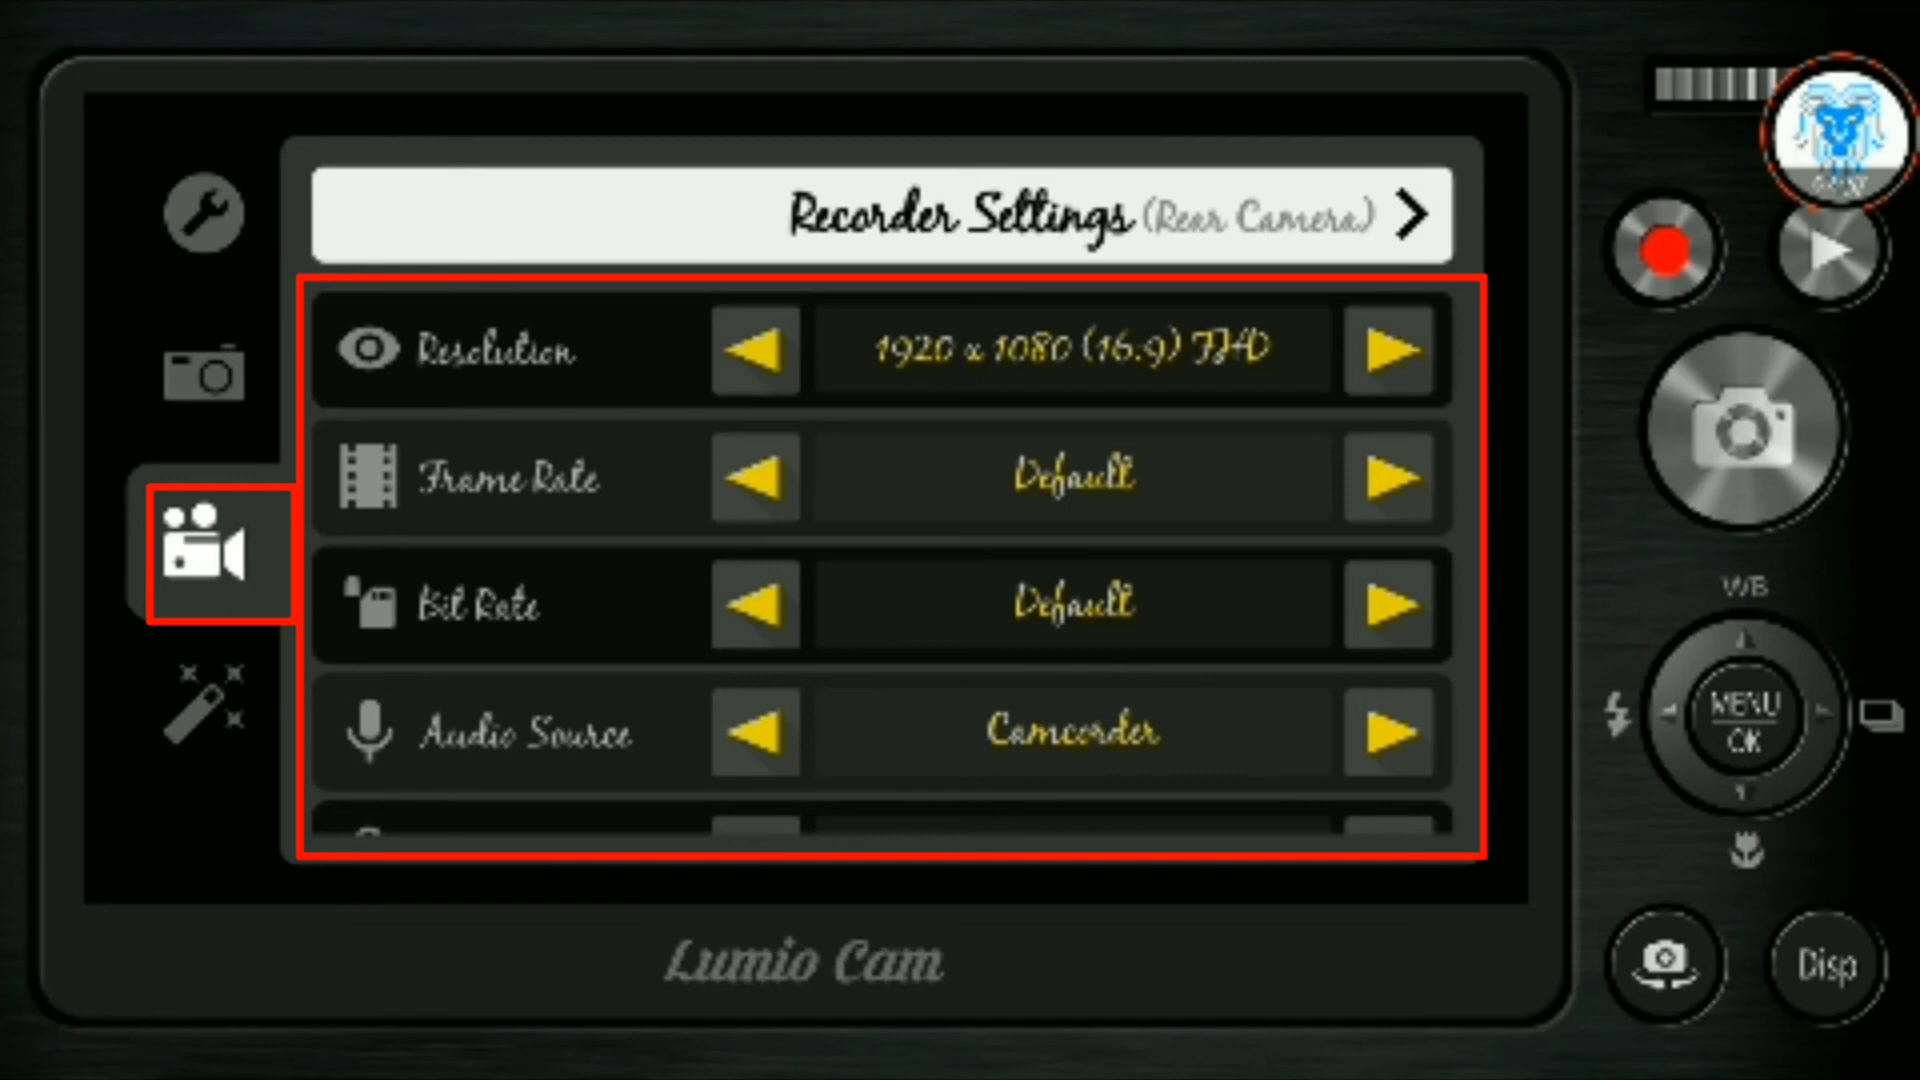 Recorder Settings (Rear Camera)
Resolution 1920 x 1080 (16:9) FHD
Frame Rate Default
Bit Rate Default
Audio Source Camcorder
Lumio Cam
WB
MENU
OK
Disp